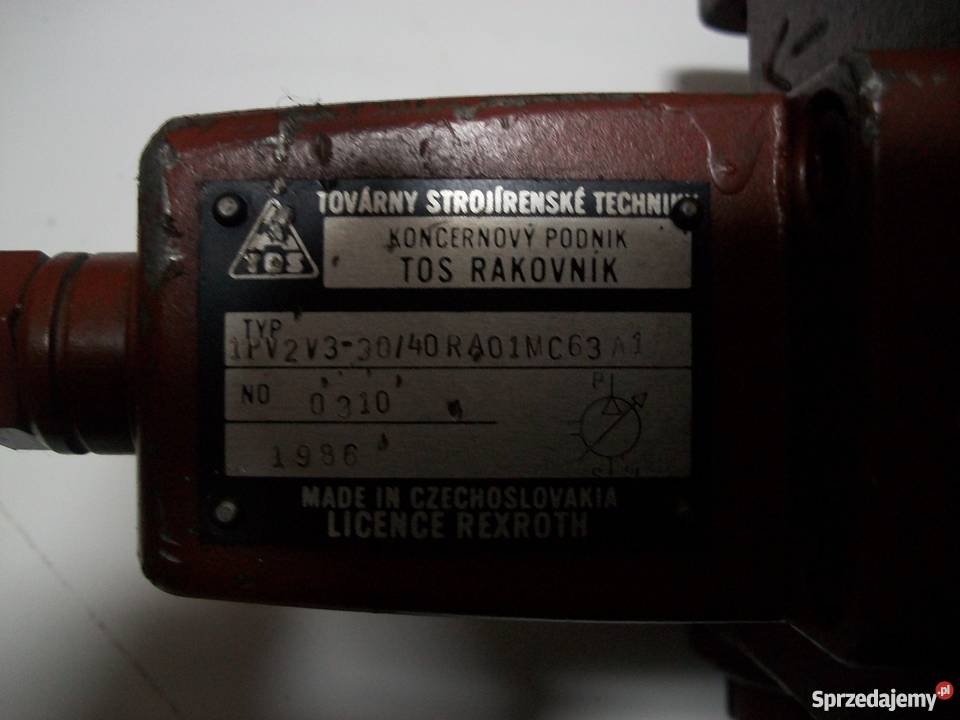 TOVÁRNY STROJÍRENSKÉ TECHNIKY
TOS
KONCERNOVÝ PODNIK
TOS RAKOVNÍK
TYP
1PV2V3-30/40RA01MC63A1
NO 0310
P
1986
S
MADE IN CZECHOSLOVAKIA
LICENCE REXROTH
Sprzedajemy.pl